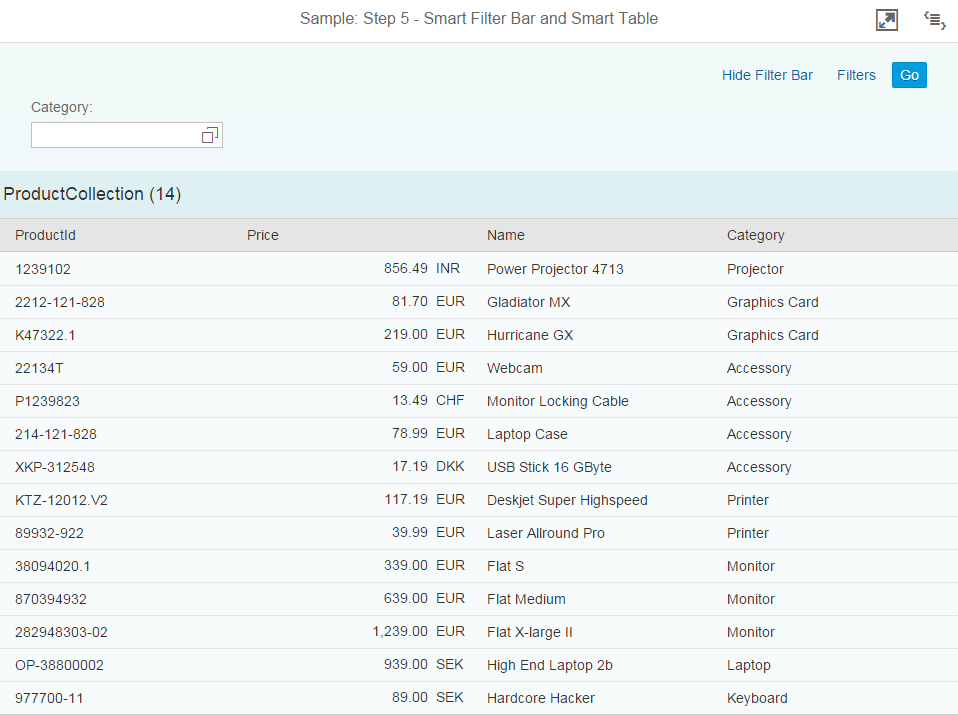 Sample: Step 5 - Smart Filter Bar and Smart Table
Hide Filter Bar Filters Go
Category:
ProductCollection (14)
ProductId Price Name Category
1239102 856.49 INR Power Projector 4713 Projector
2212-121-828 81.70 EUR Gladiator MX Graphics Card
K47322.1 219.00 EUR Hurricane GX Graphics Card
22134T 59.00 EUR Webcam Accessory
P1239823 13.49 CHF Monitor Locking Cable Accessory
214-121-828 78.99 EUR Laptop Case Accessory
XKP-312548 17.19 DKK USB Stick 16 GByte Accessory
KTZ-12012.V2 117.19 EUR Deskjet Super Highspeed Printer
89932-922 39.99 EUR Laser Allround Pro Printer
38094020.1 339.00 EUR Flat S Monitor
870394932 639.00 EUR Flat Medium Monitor
282948303-02 1,239.00 EUR Flat X-large II Monitor
OP-38800002 939.00 SEK High End Laptop 2b Laptop
977700-11 89.00 SEK Hardcore Hacker Keyboard